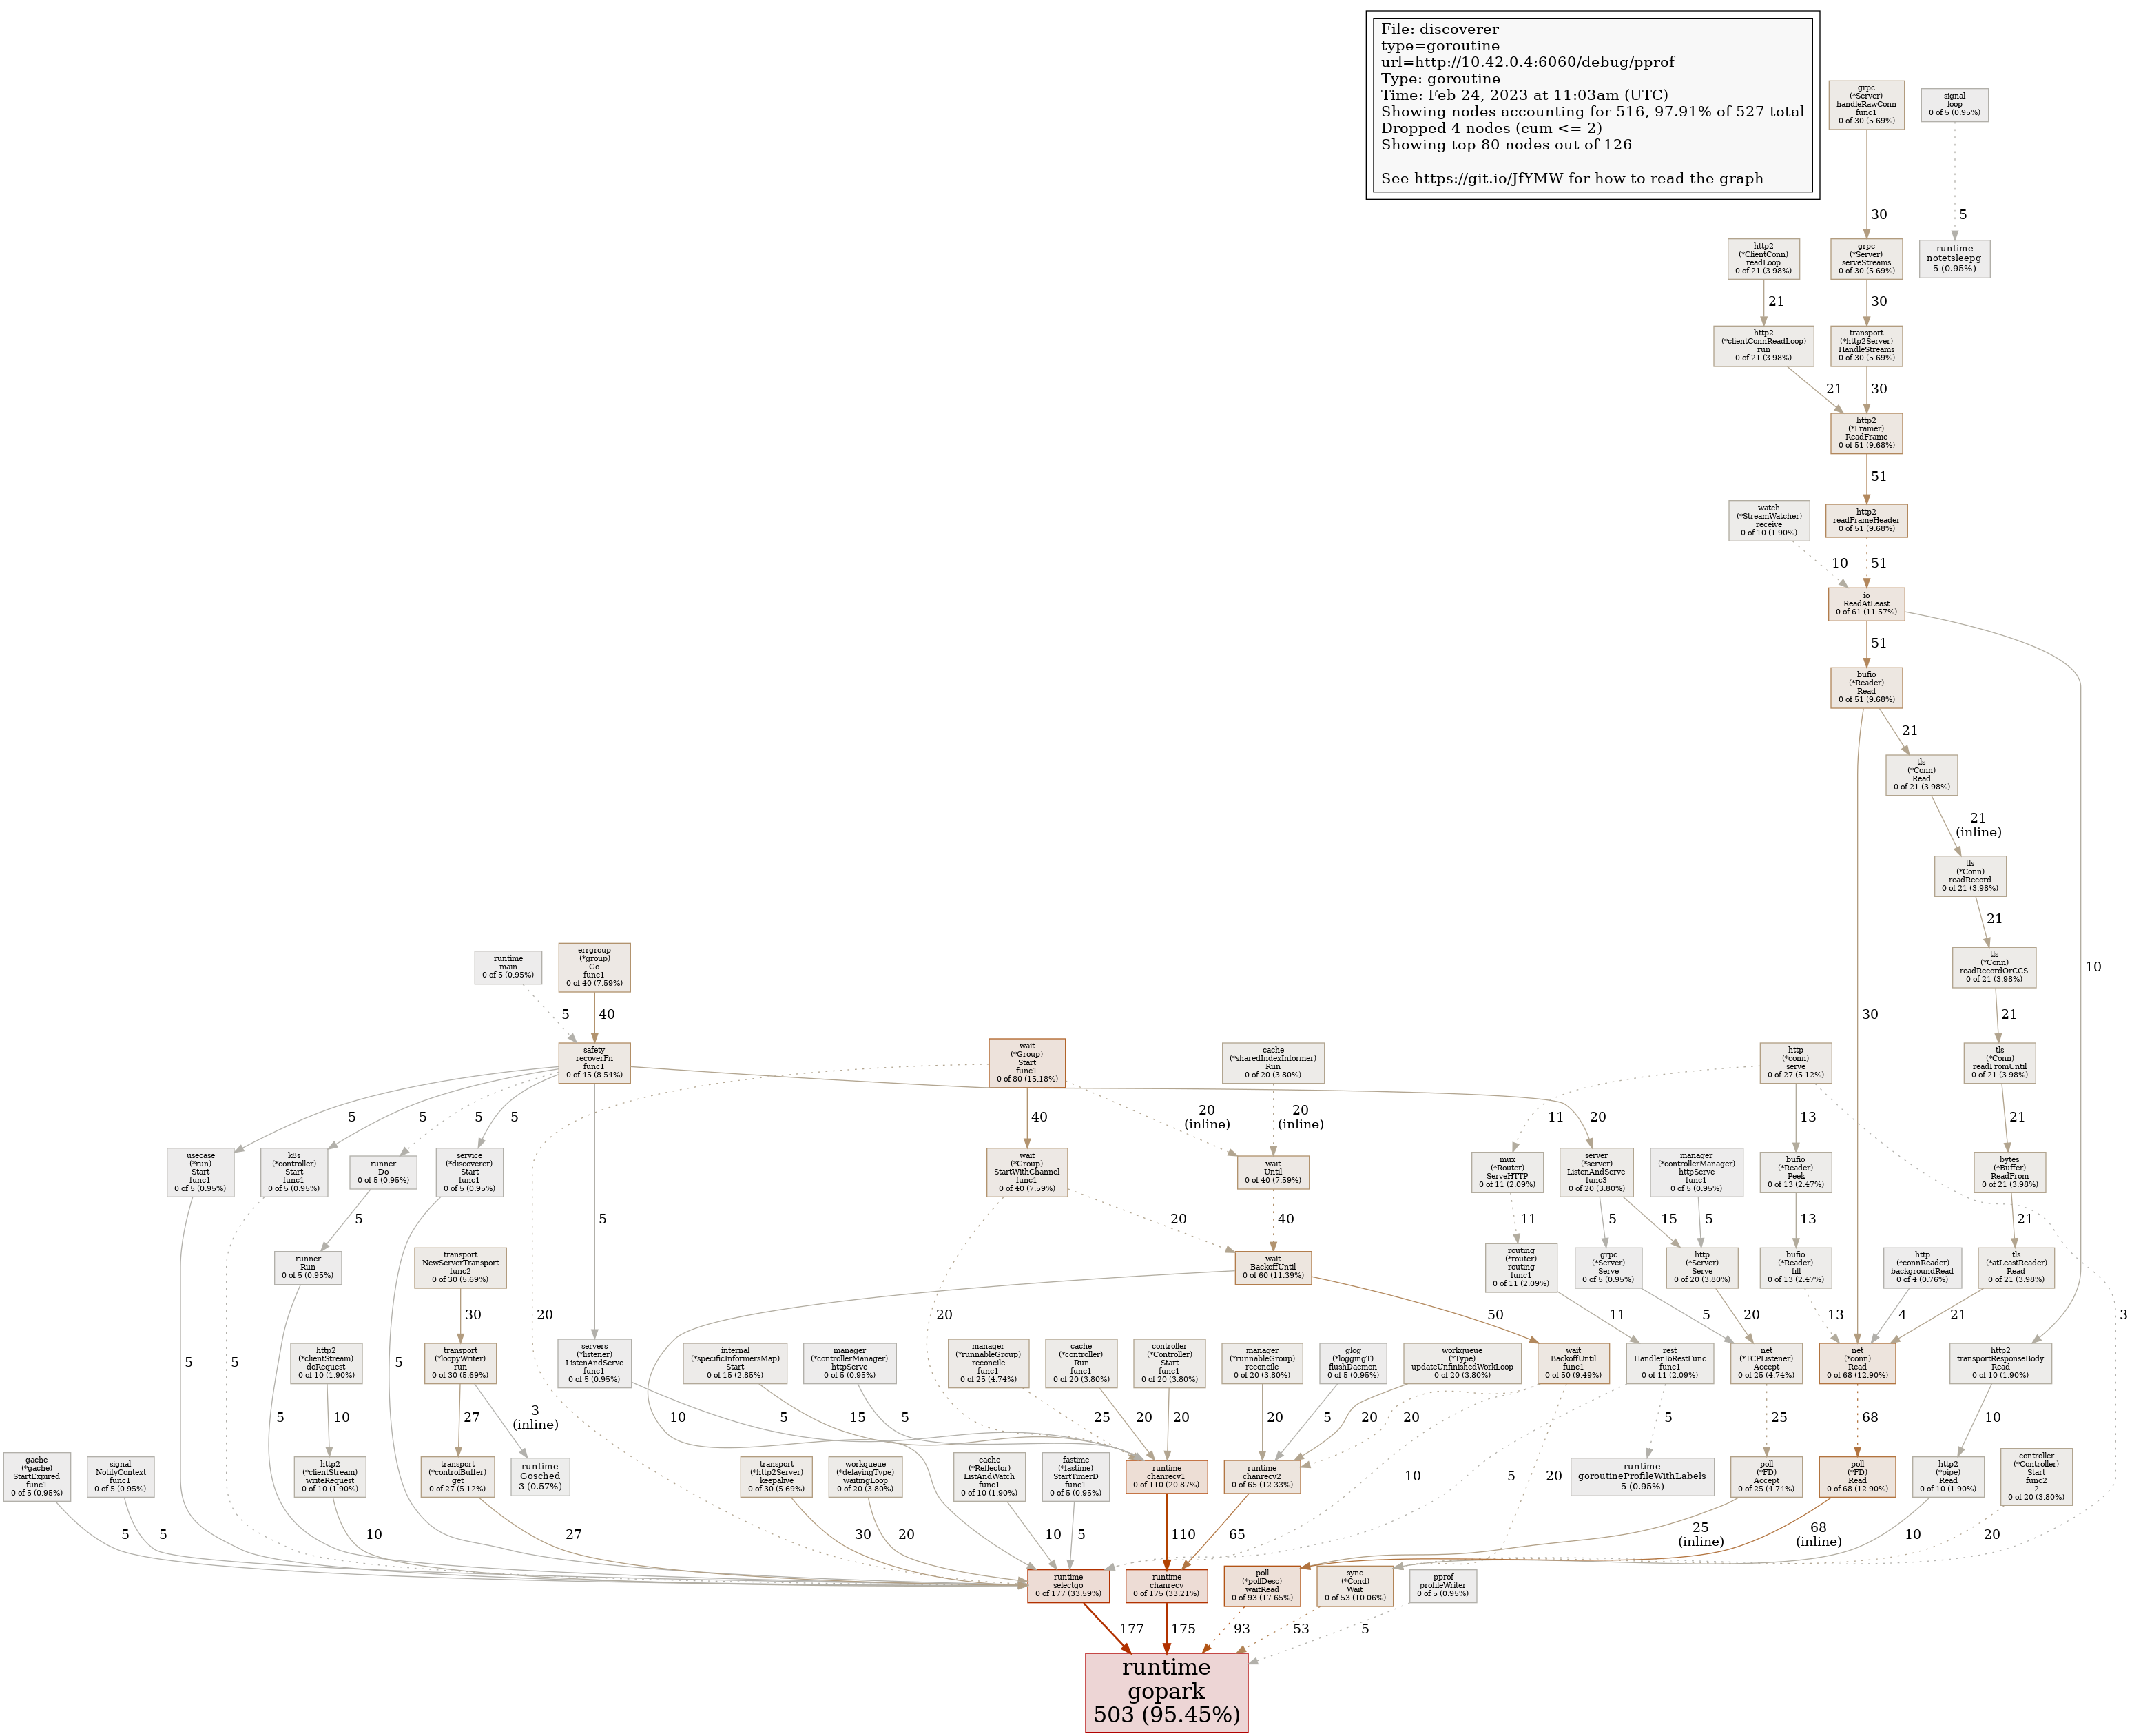 File: discoverer
type=goroutine
url=http://10.42.0.4:6060/debug/pprof
Type: goroutine
Time: Feb 24, 2023 at 11:03am (UTC)
Showing nodes accounting for 516, 97.91% of 527 total
Dropped 4 nodes (cum <= 2)
Showing top 80 nodes out of 126
See https://git.io/JfYMW for how to read the graph
grpc
(*Server)
handleRawConn
func1
0 of 30 (5.69%)
signal
loop
0 of 5 (0.95%)
30
5
http2
(*ClientConn)
readLoop
0 of 21 (3.98%)
grpc
(*Server)
serveStreams
0 of 30 (5.69%)
runtime
notetsleepg
5 (0.95%)
21
30
http2
(*clientConnReadLoop)
run
0 of 21 (3.98%)
transport
(*http2Server)
HandleStreams
0 of 30 (5.69%)
21
30
http2
(*Framer)
ReadFrame
0 of 51 (9.68%)
51
watch
(*StreamWatcher)
receive
0 of 10 (1.90%)
http2
readFrameHeader
0 of 51 (9.68%)
10
51
io
ReadAtLeast
0 of 61 (11.57%)
51
10
bufio
(*Reader)
Read
0 of 51 (9.68%)
21
30
tls
(*Conn)
Read
0 of 21 (3.98%)
21
(inline)
tls
(*Conn)
readRecord
0 of 21 (3.98%)
21
tls
(*Conn)
readRecordOrCCS
0 of 21 (3.98%)
21
runtime
main
0 of 5 (0.95%)
errgroup
(*group)
Go
func1
0 of 40 (7.59%)
5
40
safety
recoverFn
func1
0 of 45 (8.54%)
wait
(*Group)
Start
func1
0 of 80 (15.18%)
cache
(*sharedIndexInformer)
Run
0 of 20 (3.80%)
http
(*conn)
serve
0 of 27 (5.12%)
tls
(*Conn)
readFromUntil
0 of 21 (3.98%)
5
5
5
5
5
20
40
20
(inline)
20
(inline)
20
11
13
3
21
usecase
(*run)
Start
func1
0 of 5 (0.95%)
k8s
(*controller)
Start
func1
0 of 5 (0.95%)
runner
Do
0 of 5 (0.95%)
service
(*discoverer)
Start
func1
0 of 5 (0.95%)
wait
(*Group)
StartWithChannel
func1
0 of 40 (7.59%)
wait
Until
0 of 40 (7.59%)
mux
(*Router)
ServeHTTP
0 of 11 (2.09%)
server
(*server)
ListenAndServe
func3
0 of 20 (3.80%)
manager
(*controllerManager)
httpServe
func1
0 of 5 (0.95%)
bufio
(*Reader)
Peek
0 of 13 (2.47%)
bytes
(*Buffer)
ReadFrom
0 of 21 (3.98%)
5
5
5
5
20
20
40
11
5
15
5
13
21
runner
Run
0 of 5 (0.95%)
transport
NewServerTransport
func2
0 of 30 (5.69%)
wait
BackoffUntil
0 of 60 (11.39%)
routing
(*router)
routing
func1
0 of 11 (2.09%)
grpc
(*Server)
Serve
0 of 5 (0.95%)
http
(*Server)
Serve
0 of 20 (3.80%)
bufio
(*Reader)
fill
0 of 13 (2.47%)
http
(*connReader)
backgroundRead
0 of 4 (0.76%)
tls
(*atLeastReader)
Read
0 of 21 (3.98%)
5
30
10
50
11
5
20
13
4
21
http2
(*clientStream)
doRequest
0 of 10 (1.90%)
transport
(*loopyWriter)
run
0 of 30 (5.69%)
servers
(*listener)
ListenAndServe
func1
0 of 5 (0.95%)
internal
(*specificInformersMap)
Start
0 of 15 (2.85%)
manager
(*controllerManager)
httpServe
0 of 5 (0.95%)
manager
(*runnableGroup)
reconcile
func1
0 of 25 (4.74%)
cache
(*controller)
Run
func1
0 of 20 (3.80%)
controller
(*Controller)
Start
func1
0 of 20 (3.80%)
manager
(*runnableGroup)
reconcile
0 of 20 (3.80%)
glog
(*loggingT)
flushDaemon
0 of 5 (0.95%)
workqueue
(*Type)
updateUnfinishedWorkLoop
0 of 20 (3.80%)
wait
BackoffUntil
func1
0 of 50 (9.49%)
rest
HandlerToRestFunc
func1
0 of 11 (2.09%)
net
(*TCPListener)
Accept
0 of 25 (4.74%)
net
(*conn)
Read
0 of 68 (12.90%)
http2
transportResponseBody
Read
0 of 10 (1.90%)
10
27
3
(inline)
5
15
5
25
20
20
20
5
20
20
10
20
5
5
25
68
10
gache
(*gache)
StartExpired
func1
0 of 5 (0.95%)
signal
NotifyContext
func1
0 of 5 (0.95%)
http2
(*clientStream)
writeRequest
0 of 10 (1.90%)
transport
(*controlBuffer)
get
0 of 27 (5.12%)
runtime
Gosched
3 (0.57%)
transport
(*http2Server)
keepalive
0 of 30 (5.69%)
workqueue
(*delayingType)
waitingLoop
0 of 20 (3.80%)
cache
(*Reflector)
ListAndWatch
func1
0 of 10 (1.90%)
fastime
(*fastime)
StartTimerD
func1
0 of 5 (0.95%)
runtime
chanrecv1
0 of 110 (20.87%)
runtime
chanrecv2
0 of 65 (12.33%)
runtime
goroutineProfileWithLabels
5 (0.95%)
poll
(*FD)
Accept
0 of 25 (4.74%)
poll
(*FD)
Read
0 of 68 (12.90%)
http2
(*pipe)
Read
0 of 10 (1.90%)
controller
(*Controller)
Start
func2
2
0 of 20 (3.80%)
5
5
10
27
30
20
10
5
110
65
25
(inline)
68
(inline)
10
20
runtime
selectgo
0 of 177 (33.59%)
runtime
chanrecv
0 of 175 (33.21%)
poll
(*pollDesc)
waitRead
0 of 93 (17.65%)
sync
(*Cond)
Wait
0 of 53 (10.06%)
pprof
profileWriter
0 of 5 (0.95%)
177
175
93
53
5
runtime
gopark
503 (95.45%)